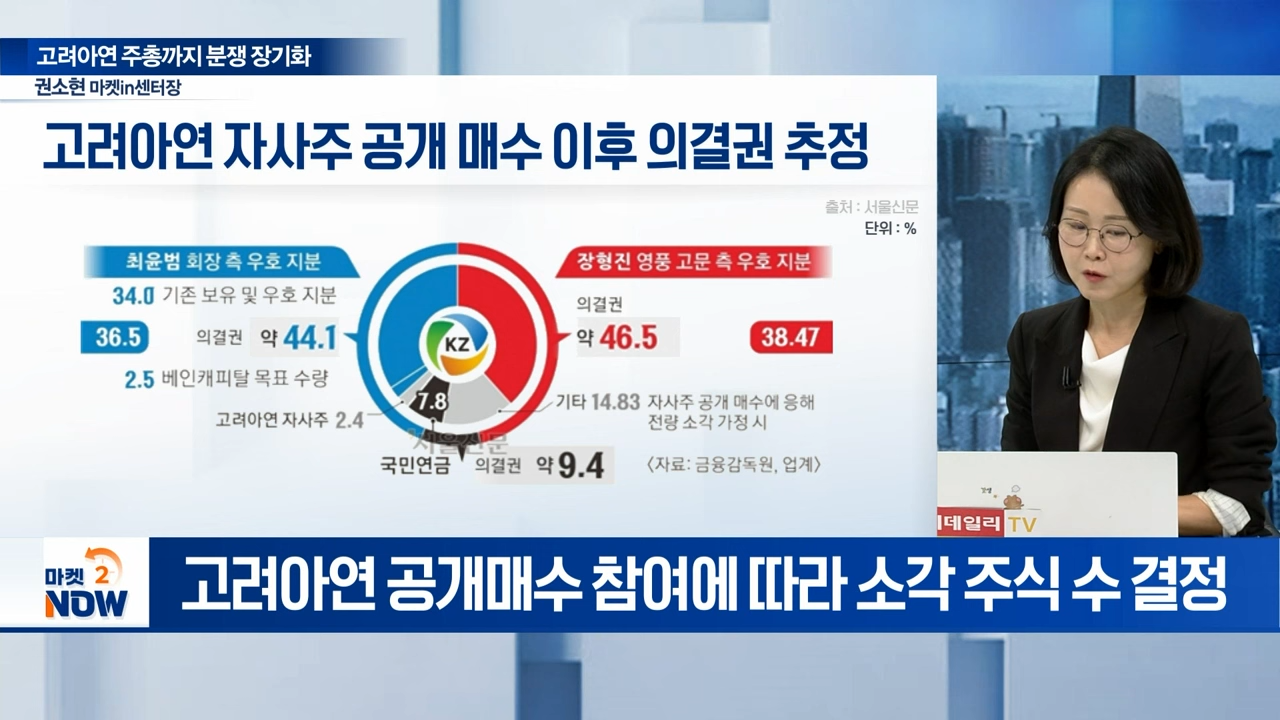 고려아연 주총까지 분쟁 장기화
권소현 마켓in센터장
고려아연 자사주 공개 매수 이후 의결권 추정
출처 : 서울신문
단위 : %
최윤범 회장 측 우호 지분
34.0 기존 보유 및 우호 지분
36.5 의결권 약 44.1
2.5 베인캐피탈 목표 수량
고려아연 자사주 2.4
KZ
7.8
서울신문
국민연금 의결권 약 9.4
장형진 영풍 고문 측 우호 지분
의결권
약 46.5 38.47
기타 14.83 자사주 공개 매수에 응해
전량 소각 가정 시
〈자료: 금융감독원, 업계〉
이데일리 TV
마켓 2
NOW
고려아연 공개매수 참여에 따라 소각 주식 수 결정